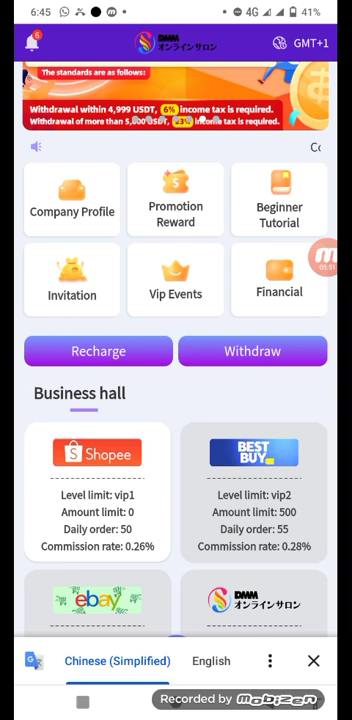 6:45
4G
41%
6
DMM
オンラインサロン
GMT+1
The standards are as follows:
Withdrawal within 4,999 USDT, 6% income tax is required.
Withdrawal of more than 5,000 USDT, 23% income tax is required.
Company Profile
Promotion
Reward
Beginner
Tutorial
05:51
Invitation
Vip Events
Financial
Recharge
Withdraw
Business hall
Shopee
Level limit: vip1
Amount limit: 0
Daily order: 50
Commission rate: 0.26%
BEST
BUY
Level limit: vip2
Amount limit: 500
Daily order: 55
Commission rate: 0.28%
ebay
DMM
オンラインサロン
Chinese (Simplified)
English
Recorded by mobizen